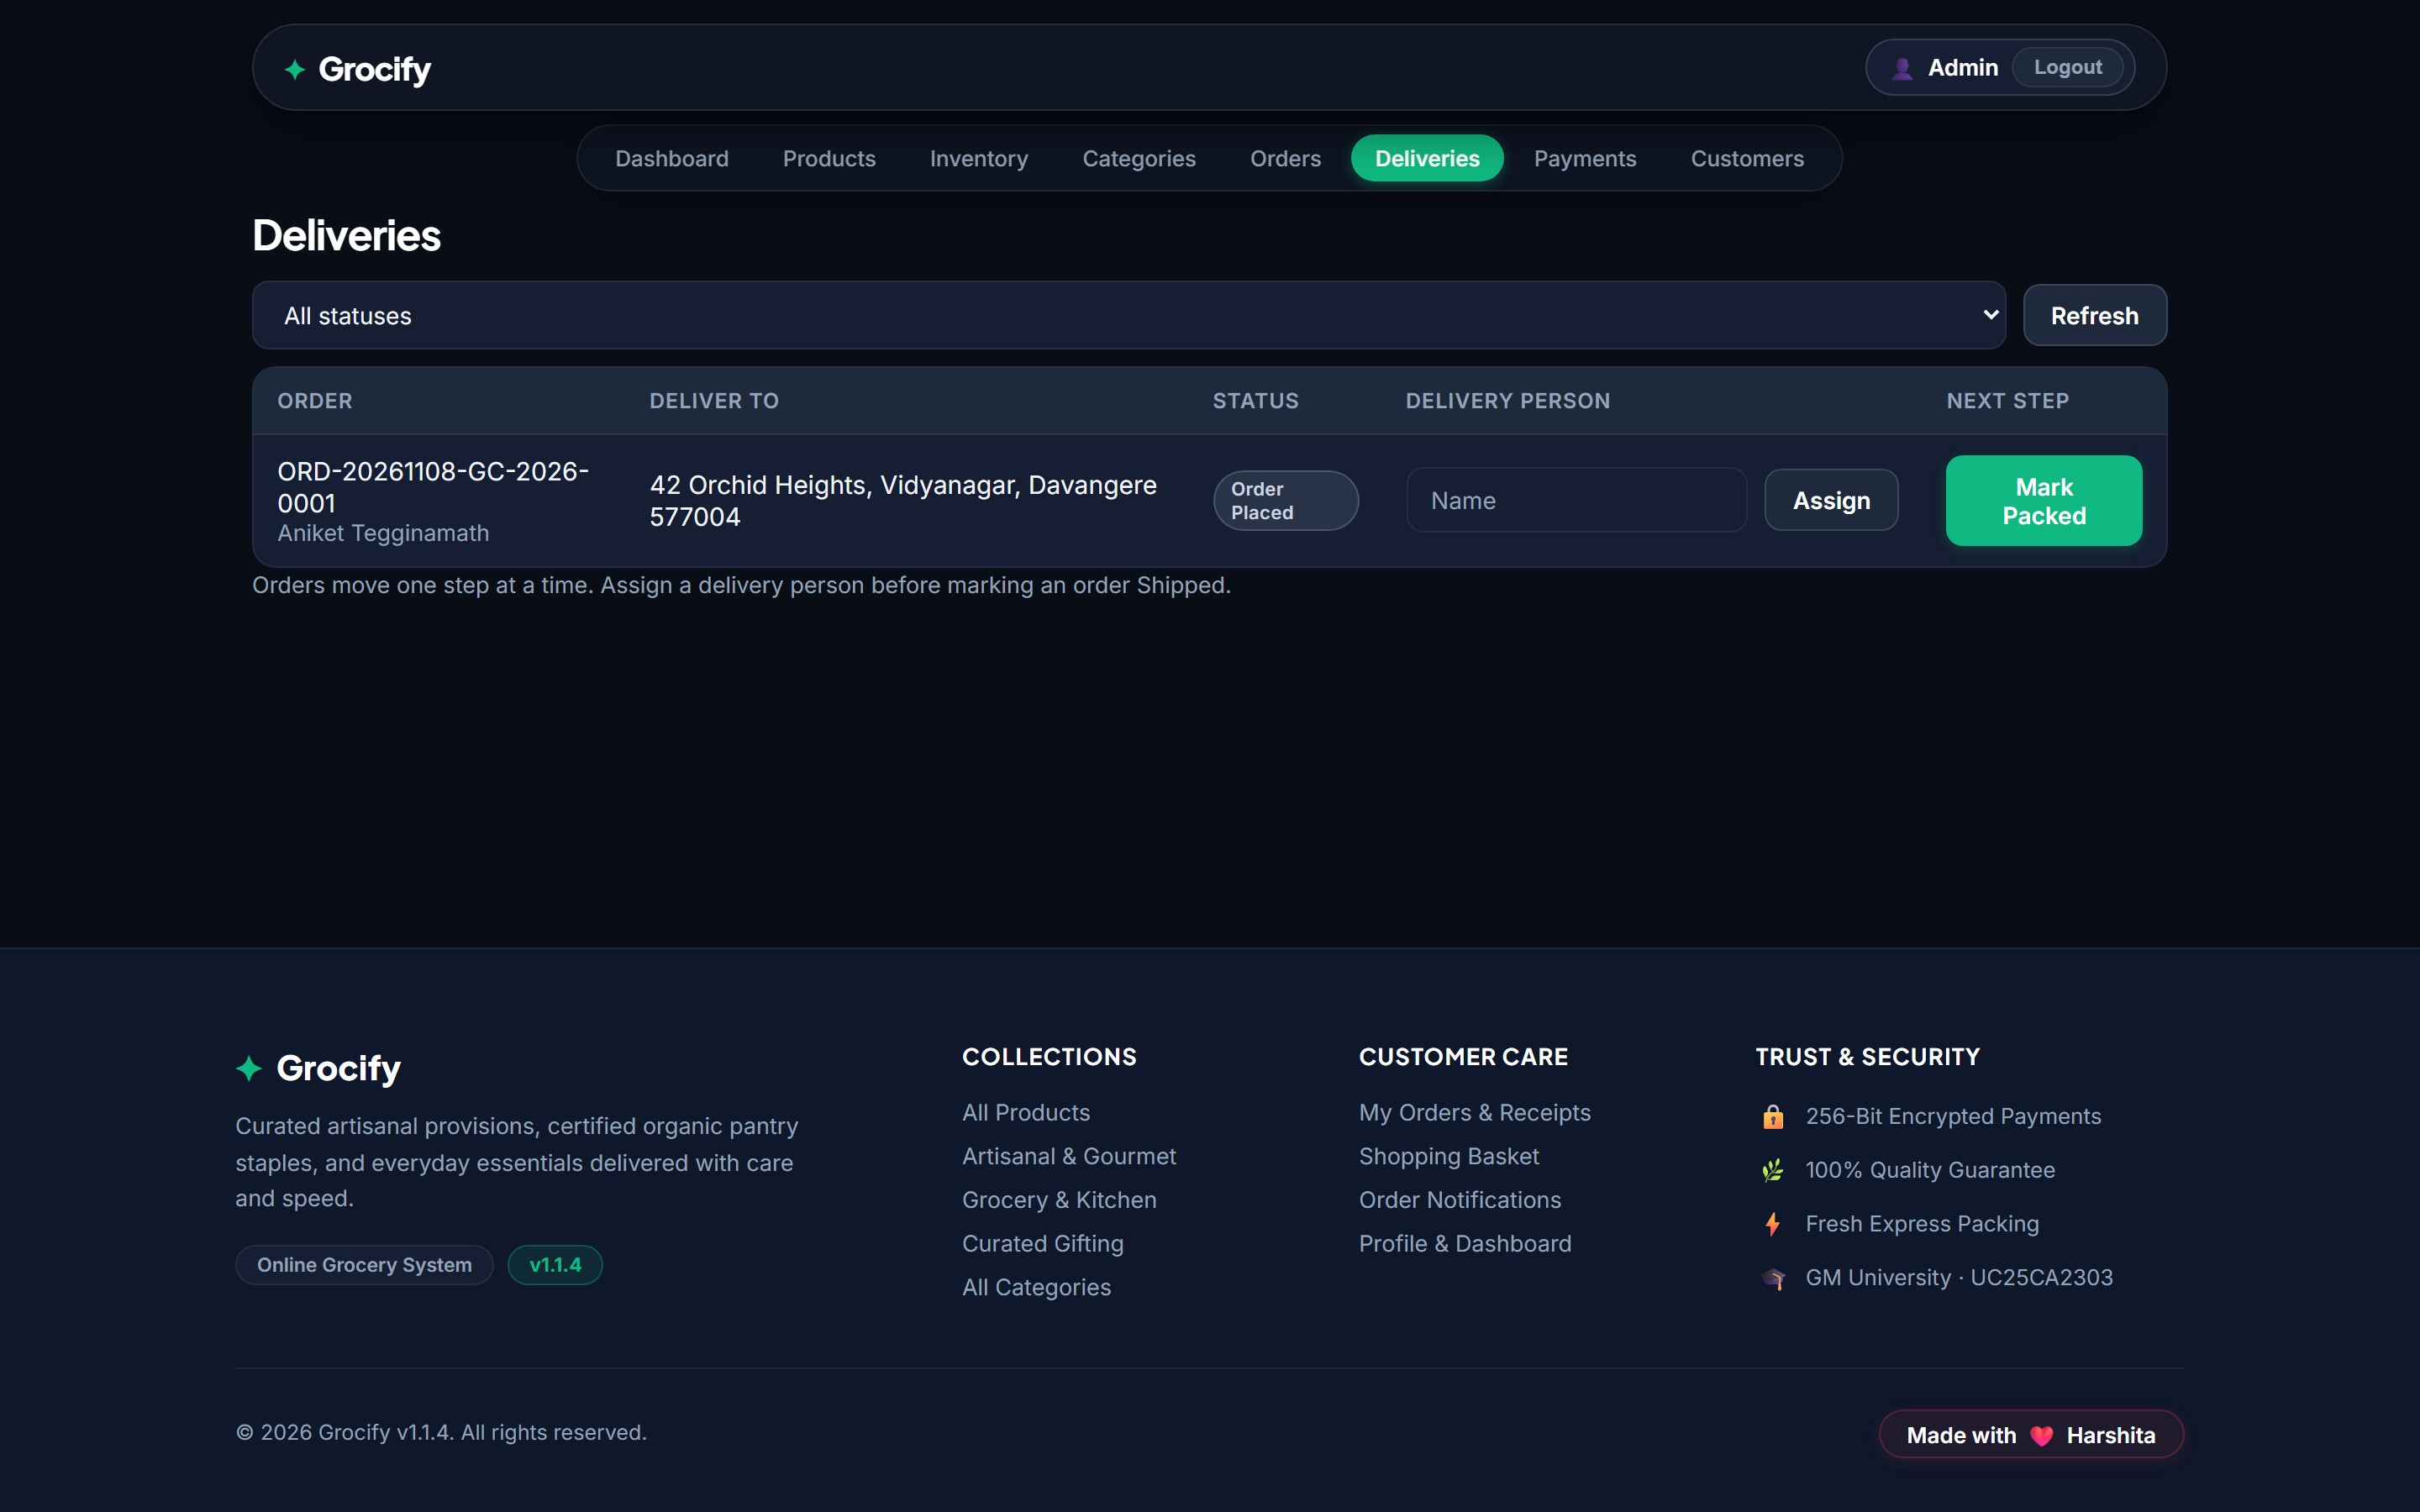 Grocify
Admin Logout
Dashboard Products Inventory Categories Orders Deliveries Payments Customers
Deliveries
All statuses
Refresh
ORDER DELIVER TO STATUS DELIVERY PERSON NEXT STEP
ORD-20261108-GC-2026-
0001
Aniket Tegginamath
42 Orchid Heights, Vidyanagar, Davangere
577004
Order
Placed
Name
Assign
Mark
Packed
Orders move one step at a time. Assign a delivery person before marking an order Shipped.
Grocify
Curated artisanal provisions, certified organic pantry
staples, and everyday essentials delivered with care
and speed.
Online Grocery System v1.1.4
COLLECTIONS
All Products
Artisanal & Gourmet
Grocery & Kitchen
Curated Gifting
All Categories
CUSTOMER CARE
My Orders & Receipts
Shopping Basket
Order Notifications
Profile & Dashboard
TRUST & SECURITY
256-Bit Encrypted Payments
100% Quality Guarantee
Fresh Express Packing
GM University · UC25CA2303
© 2026 Grocify v1.1.4. All rights reserved.
Made with ❤️ Harshita